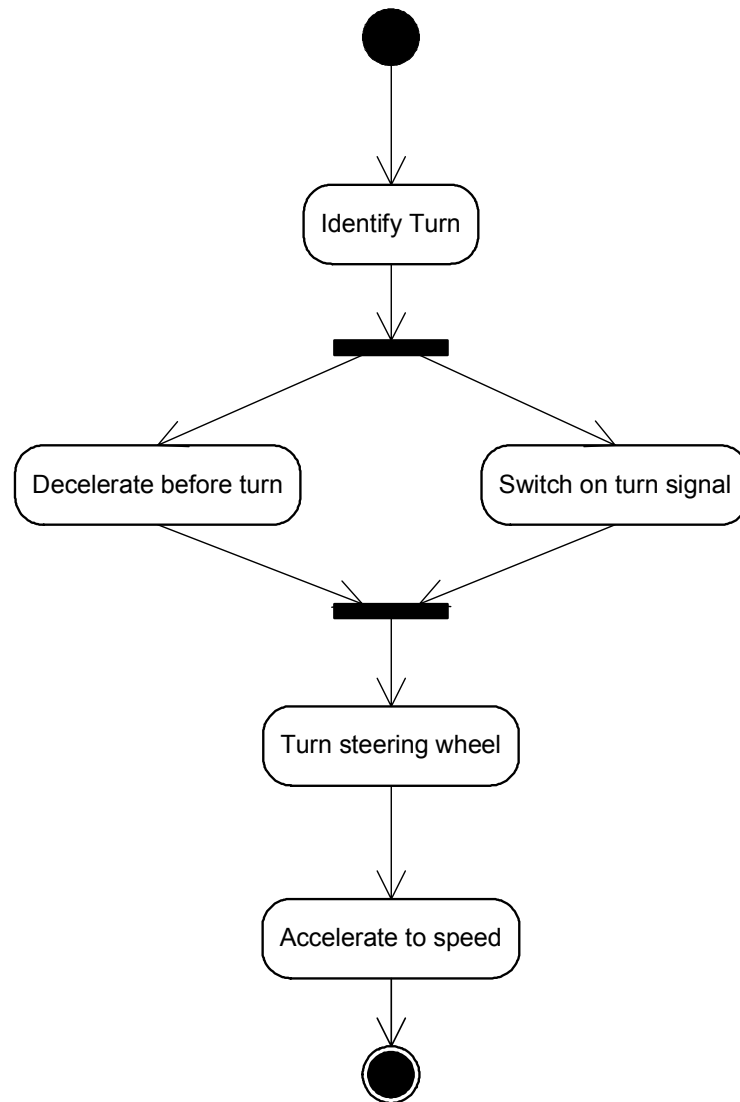 Identify Turn
Decelerate before turn
Switch on turn signal
Turn steering wheel
Accelerate to speed